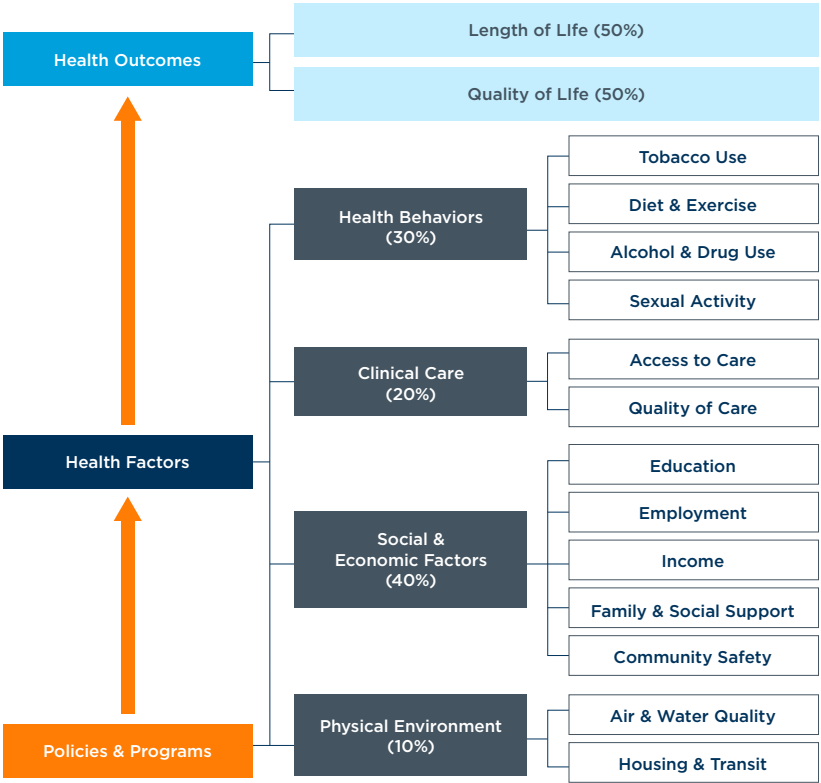 Health Outcomes
Length of LIfe (50%)
Quality of LIfe (50%)
Health Factors
Health Behaviors
(30%)
Tobacco Use
Diet & Exercise
Alcohol & Drug Use
Sexual Activity
Clinical Care
(20%)
Access to Care
Quality of Care
Social &
Economic Factors
(40%)
Education
Employment
Income
Family & Social Support
Community Safety
Physical Environment
(10%)
Air & Water Quality
Housing & Transit
Policies & Programs